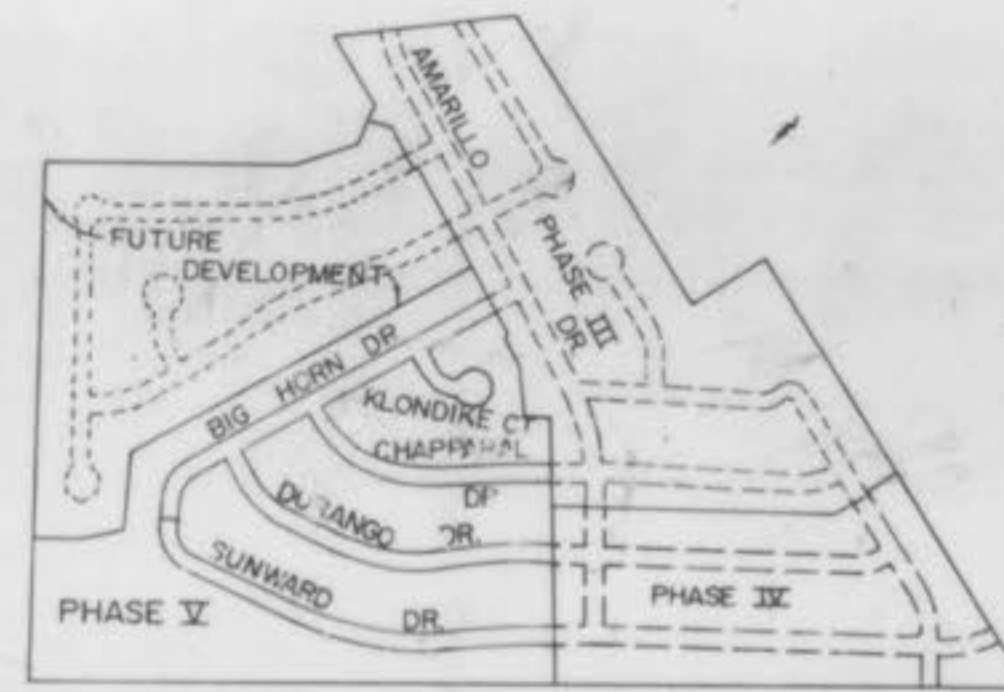 AMARILLO
PHASE III
DR.
FUTURE
DEVELOPMENT
BIG HORN DR
KLONDIKE CT
CHAPPARAL
DR
DURANGO DR.
SUNWARD
DR.
PHASE V
PHASE IV